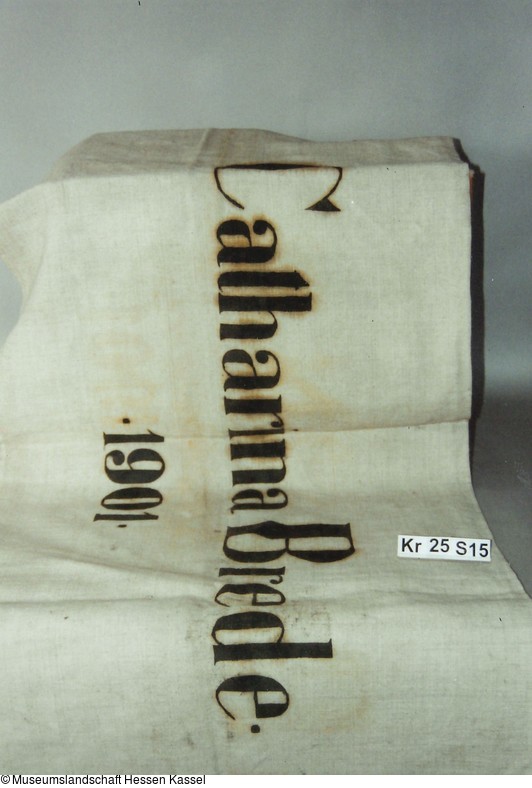 Catharina Brede.
·1901·
Kr 25 S15
© Museumslandschaft Hessen Kassel